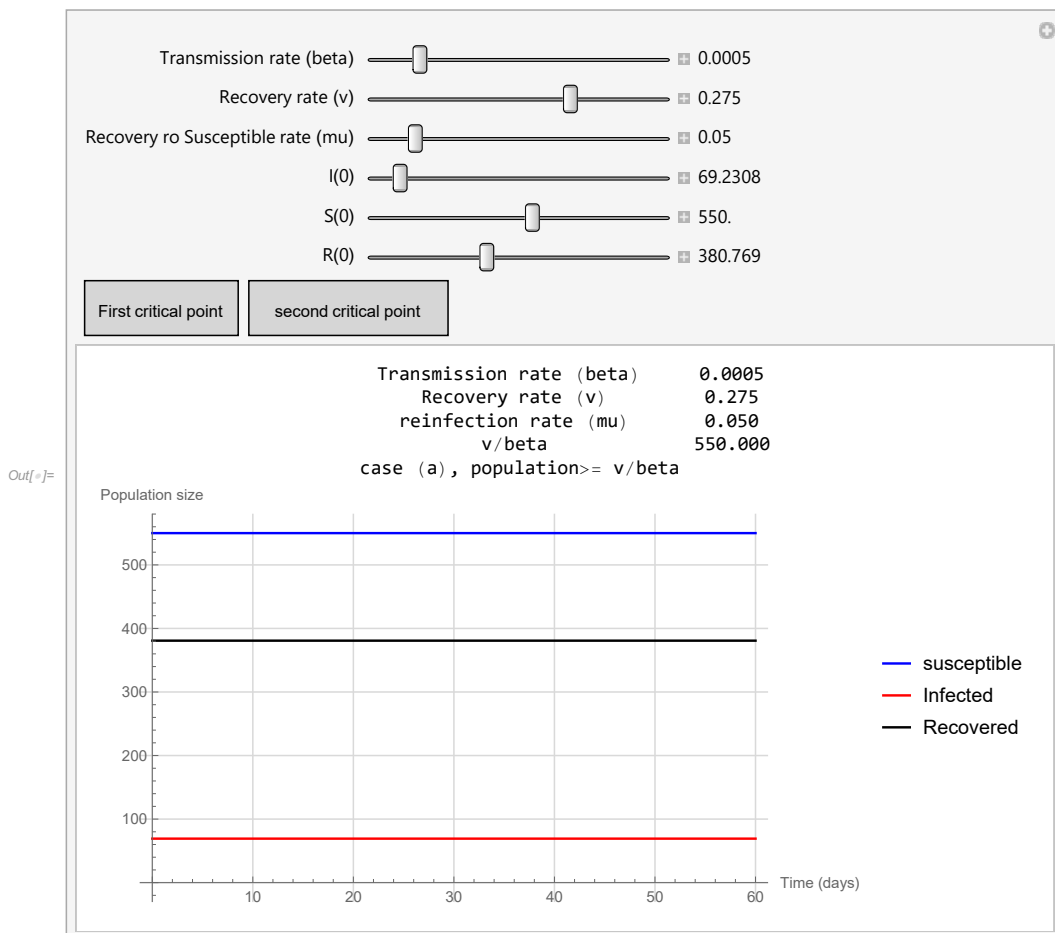 Transmission rate (beta) 0.0005
Recovery rate (v) 0.275
Recovery ro Susceptible rate (mu) 0.05
I(0) 69.2308
S(0) 550.
R(0) 380.769
First critical point second critical point
Transmission rate (beta) 0.0005
Recovery rate (v) 0.275
reinfection rate (mu) 0.050
v/beta 550.000
case (a), population>= v/beta
Out[•]=
Population size
500
400
300
200
100
susceptible
Infected
Recovered
10 20 30 40 50 60 Time (days)